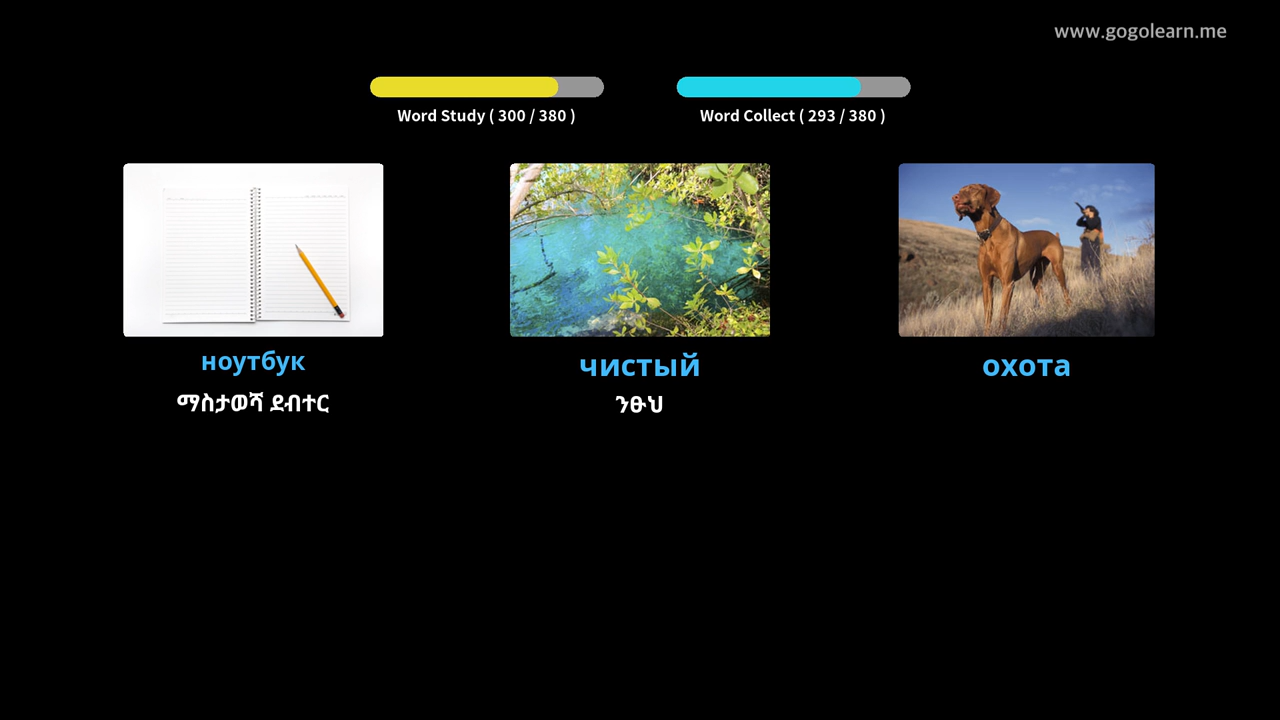 www.gogolearn.me
Word Study ( 300 / 380 )
Word Collect ( 293 / 380 )
ноутбук
чистый
охота
ማስታወሻ ደብተር
ንፁህ